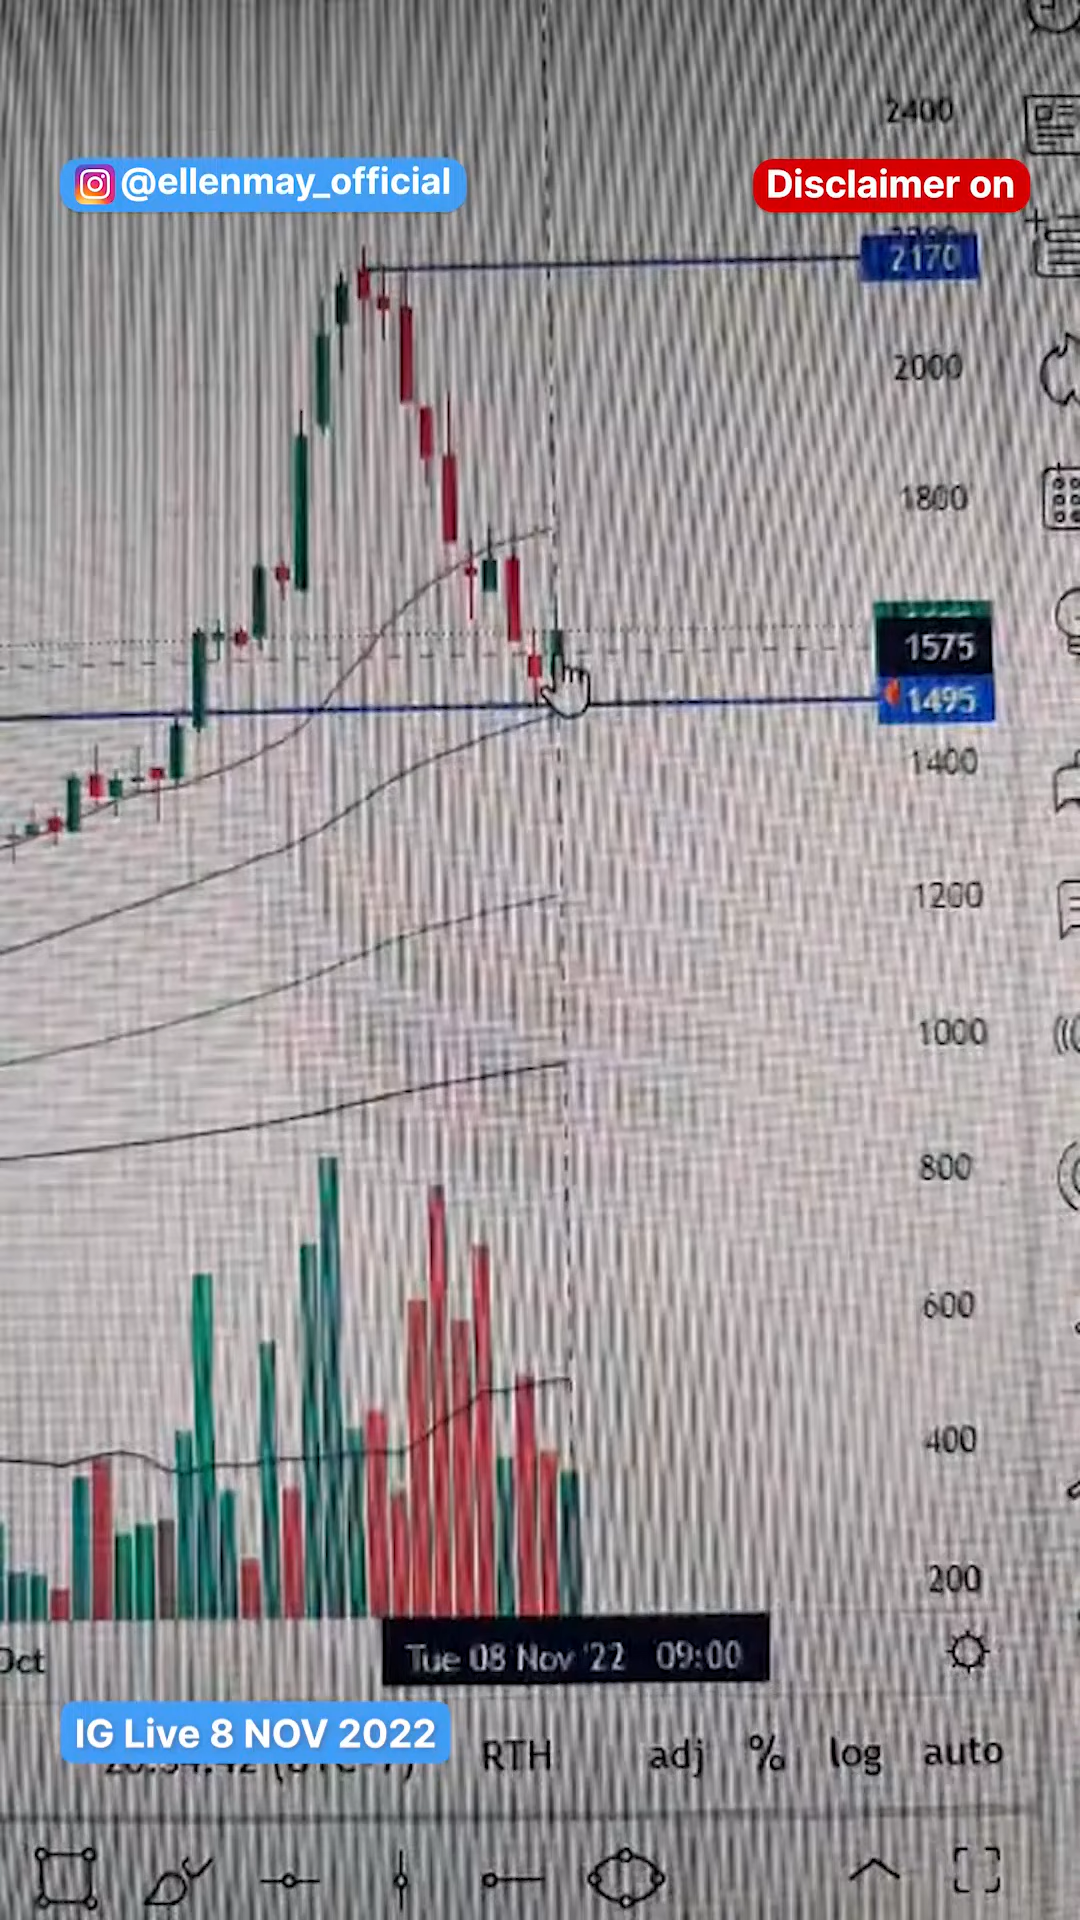 2400
@ellenmay_official
Disclaimer on
2170
2000
1800
1575
1495
1400
1200
1000
800
600
400
200
Tue 08 Nov '22 09:00
Oct
IG Live 8 NOV 2022
RTH adj % log auto